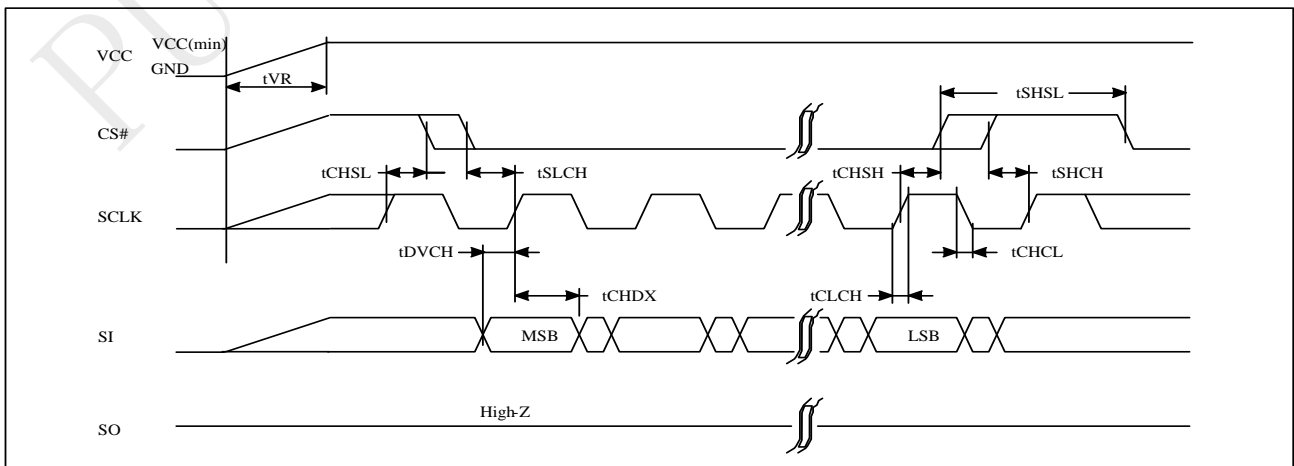 VCC
VCC(min)
GND
tVR
tSHSL
CS#
tCHSL
tSLCH
tCHSH
tSHCH
SCLK
tDVCH
tCHCL
tCHDX
tCLCH
SI
MSB
LSB
High-Z
SO